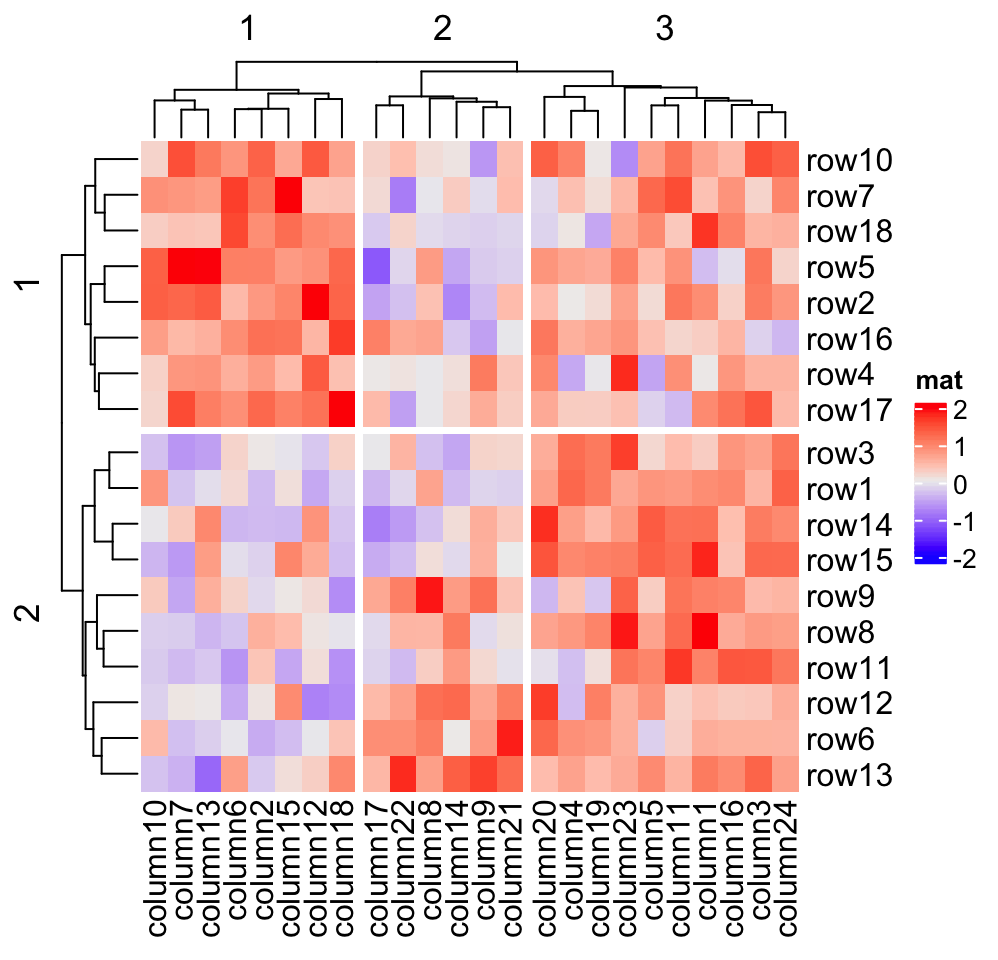 1 2 3
1
2
row10
row7
row18
row5
row2
row16
row4
row17
row3
row1
row14
row15
row9
row8
row11
row12
row6
row13
mat
2
1
0
-1
-2
column10
column7
column13
column6
column2
column15
column12
column18
column17
column22
column8
column14
column9
column21
column20
column4
column19
column23
column5
column11
column1
column16
column3
column24